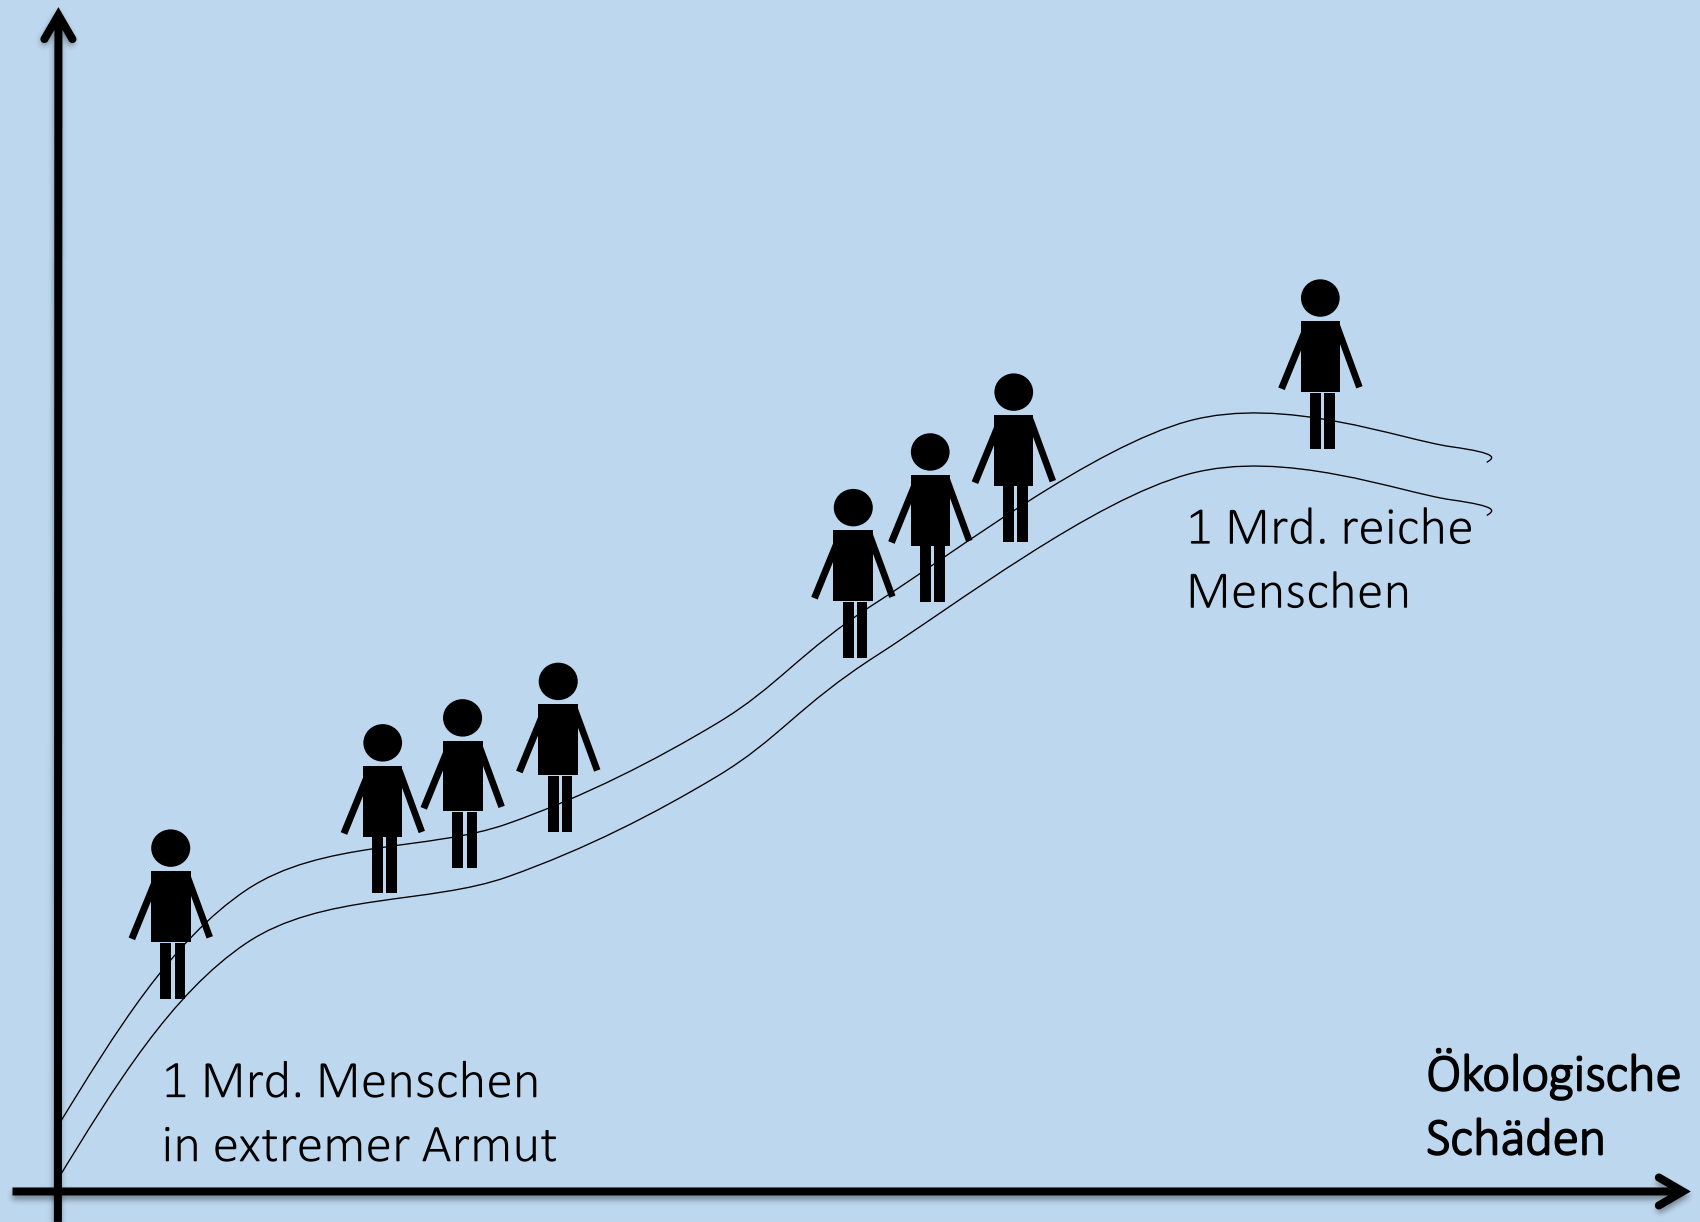 1 Mrd. reiche
Menschen
1 Mrd. Menschen
in extremer Armut
Ökologische
Schäden